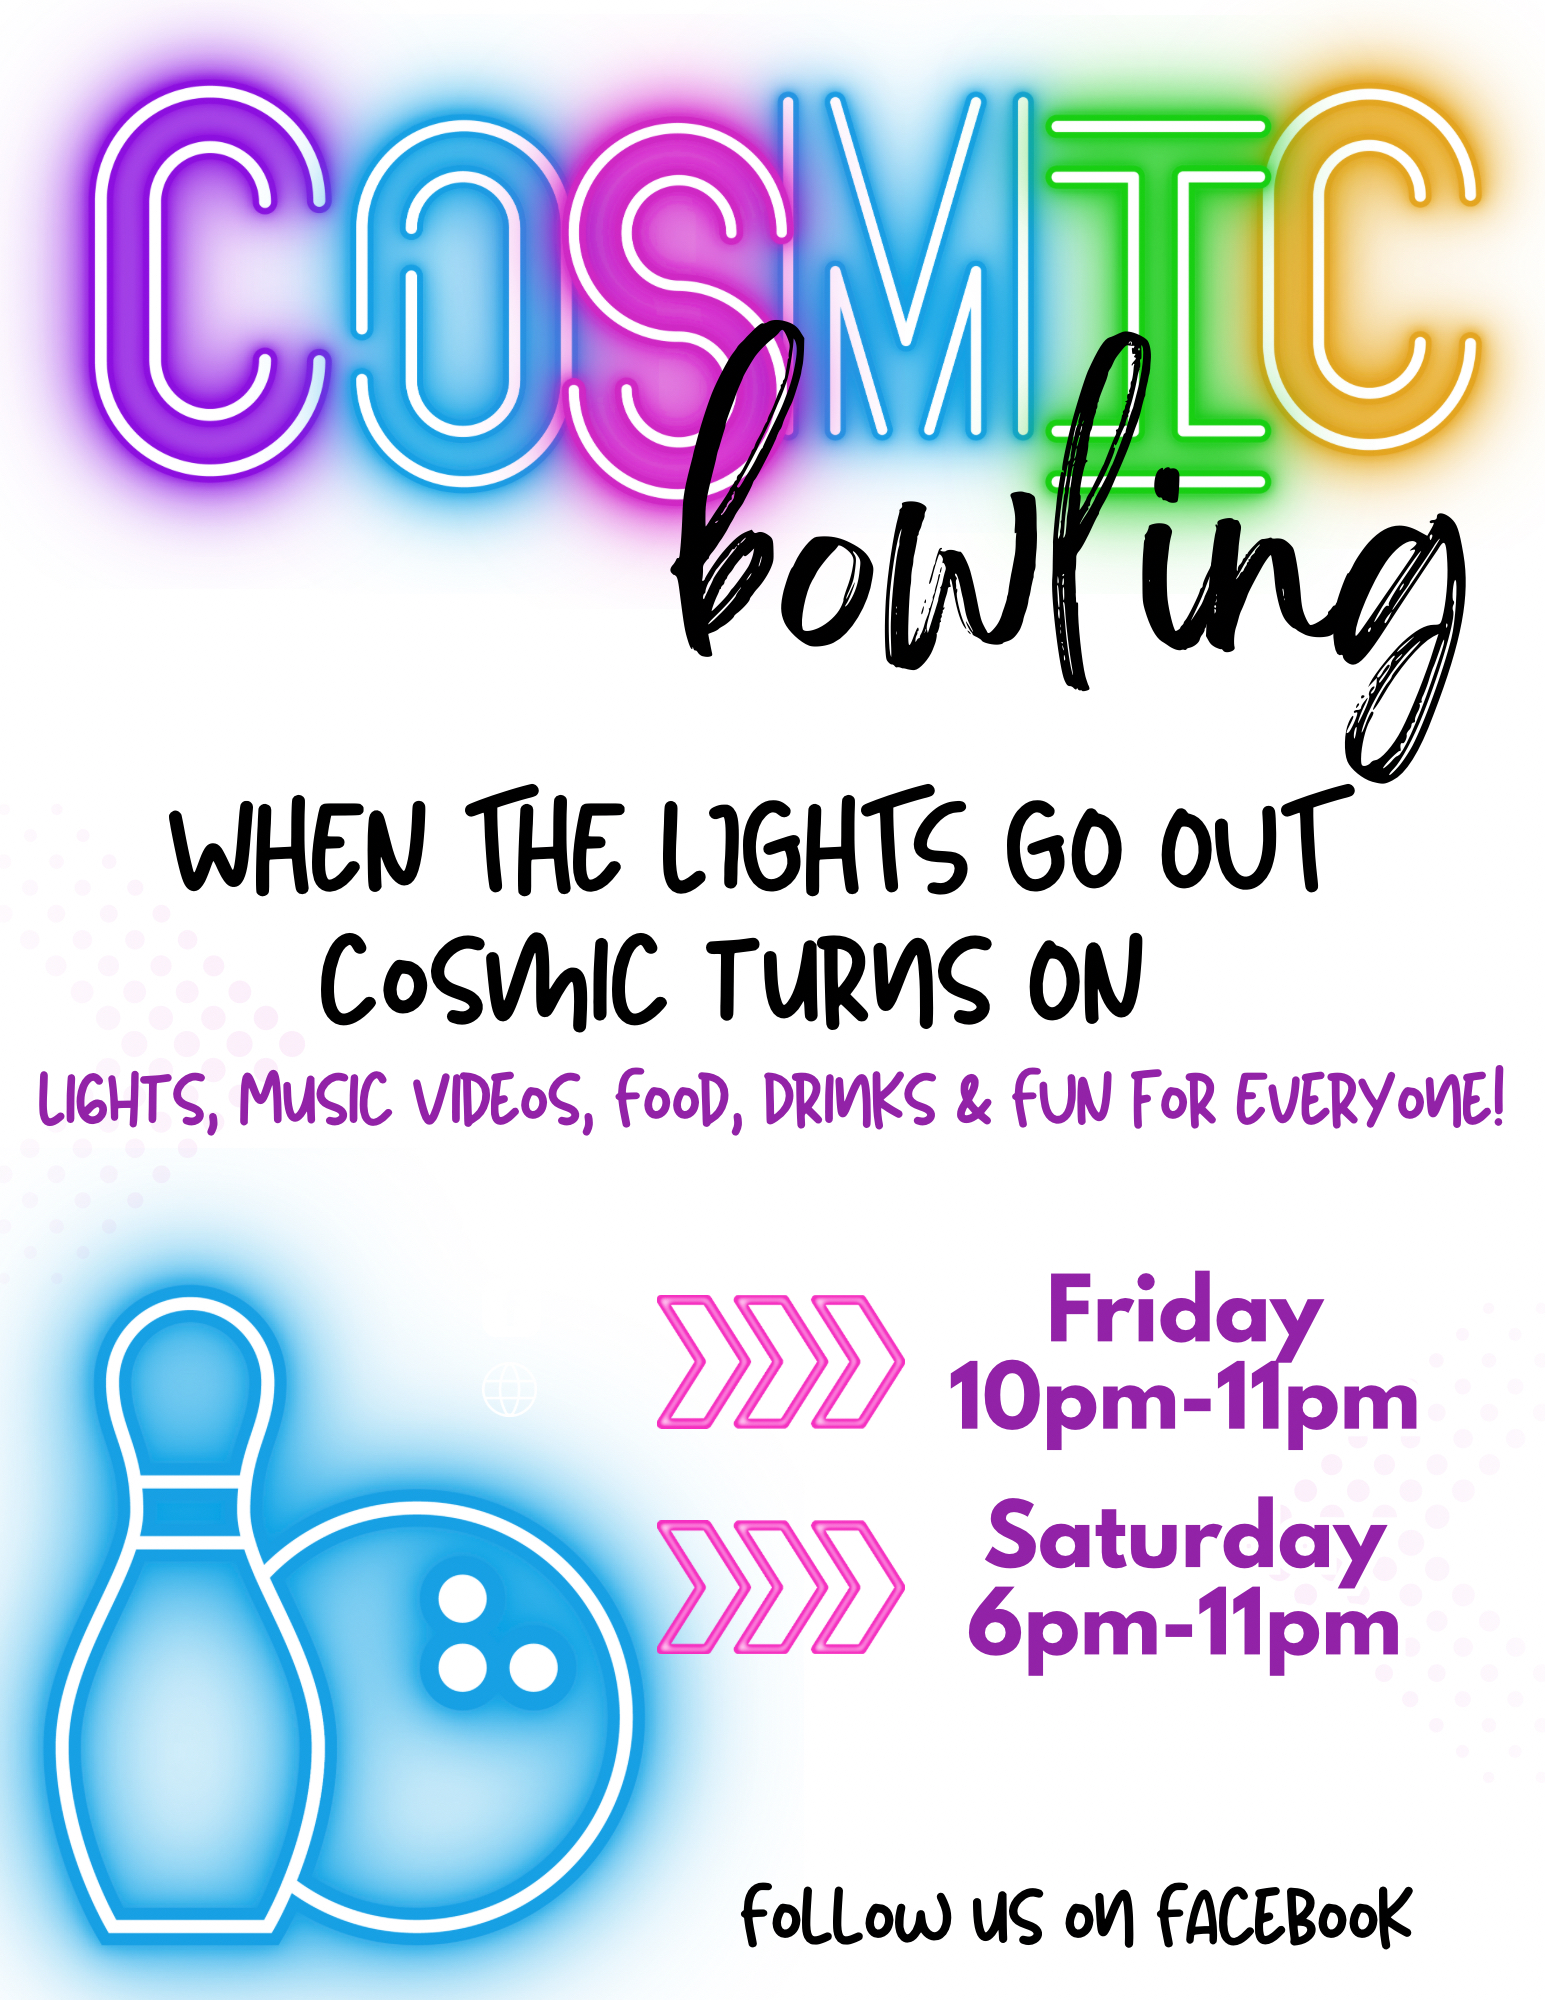 COSMIC
bowling
WHEN THE LIGHTS GO OUT
COSMIC TURNS ON
LIGHTS, MUSIC VIDEOS, FOOD, DRINKS & FUN FOR EVERYONE!
Friday
10pm-11pm
Saturday
6pm-11pm
FOLLOW US ON FACEBOOK